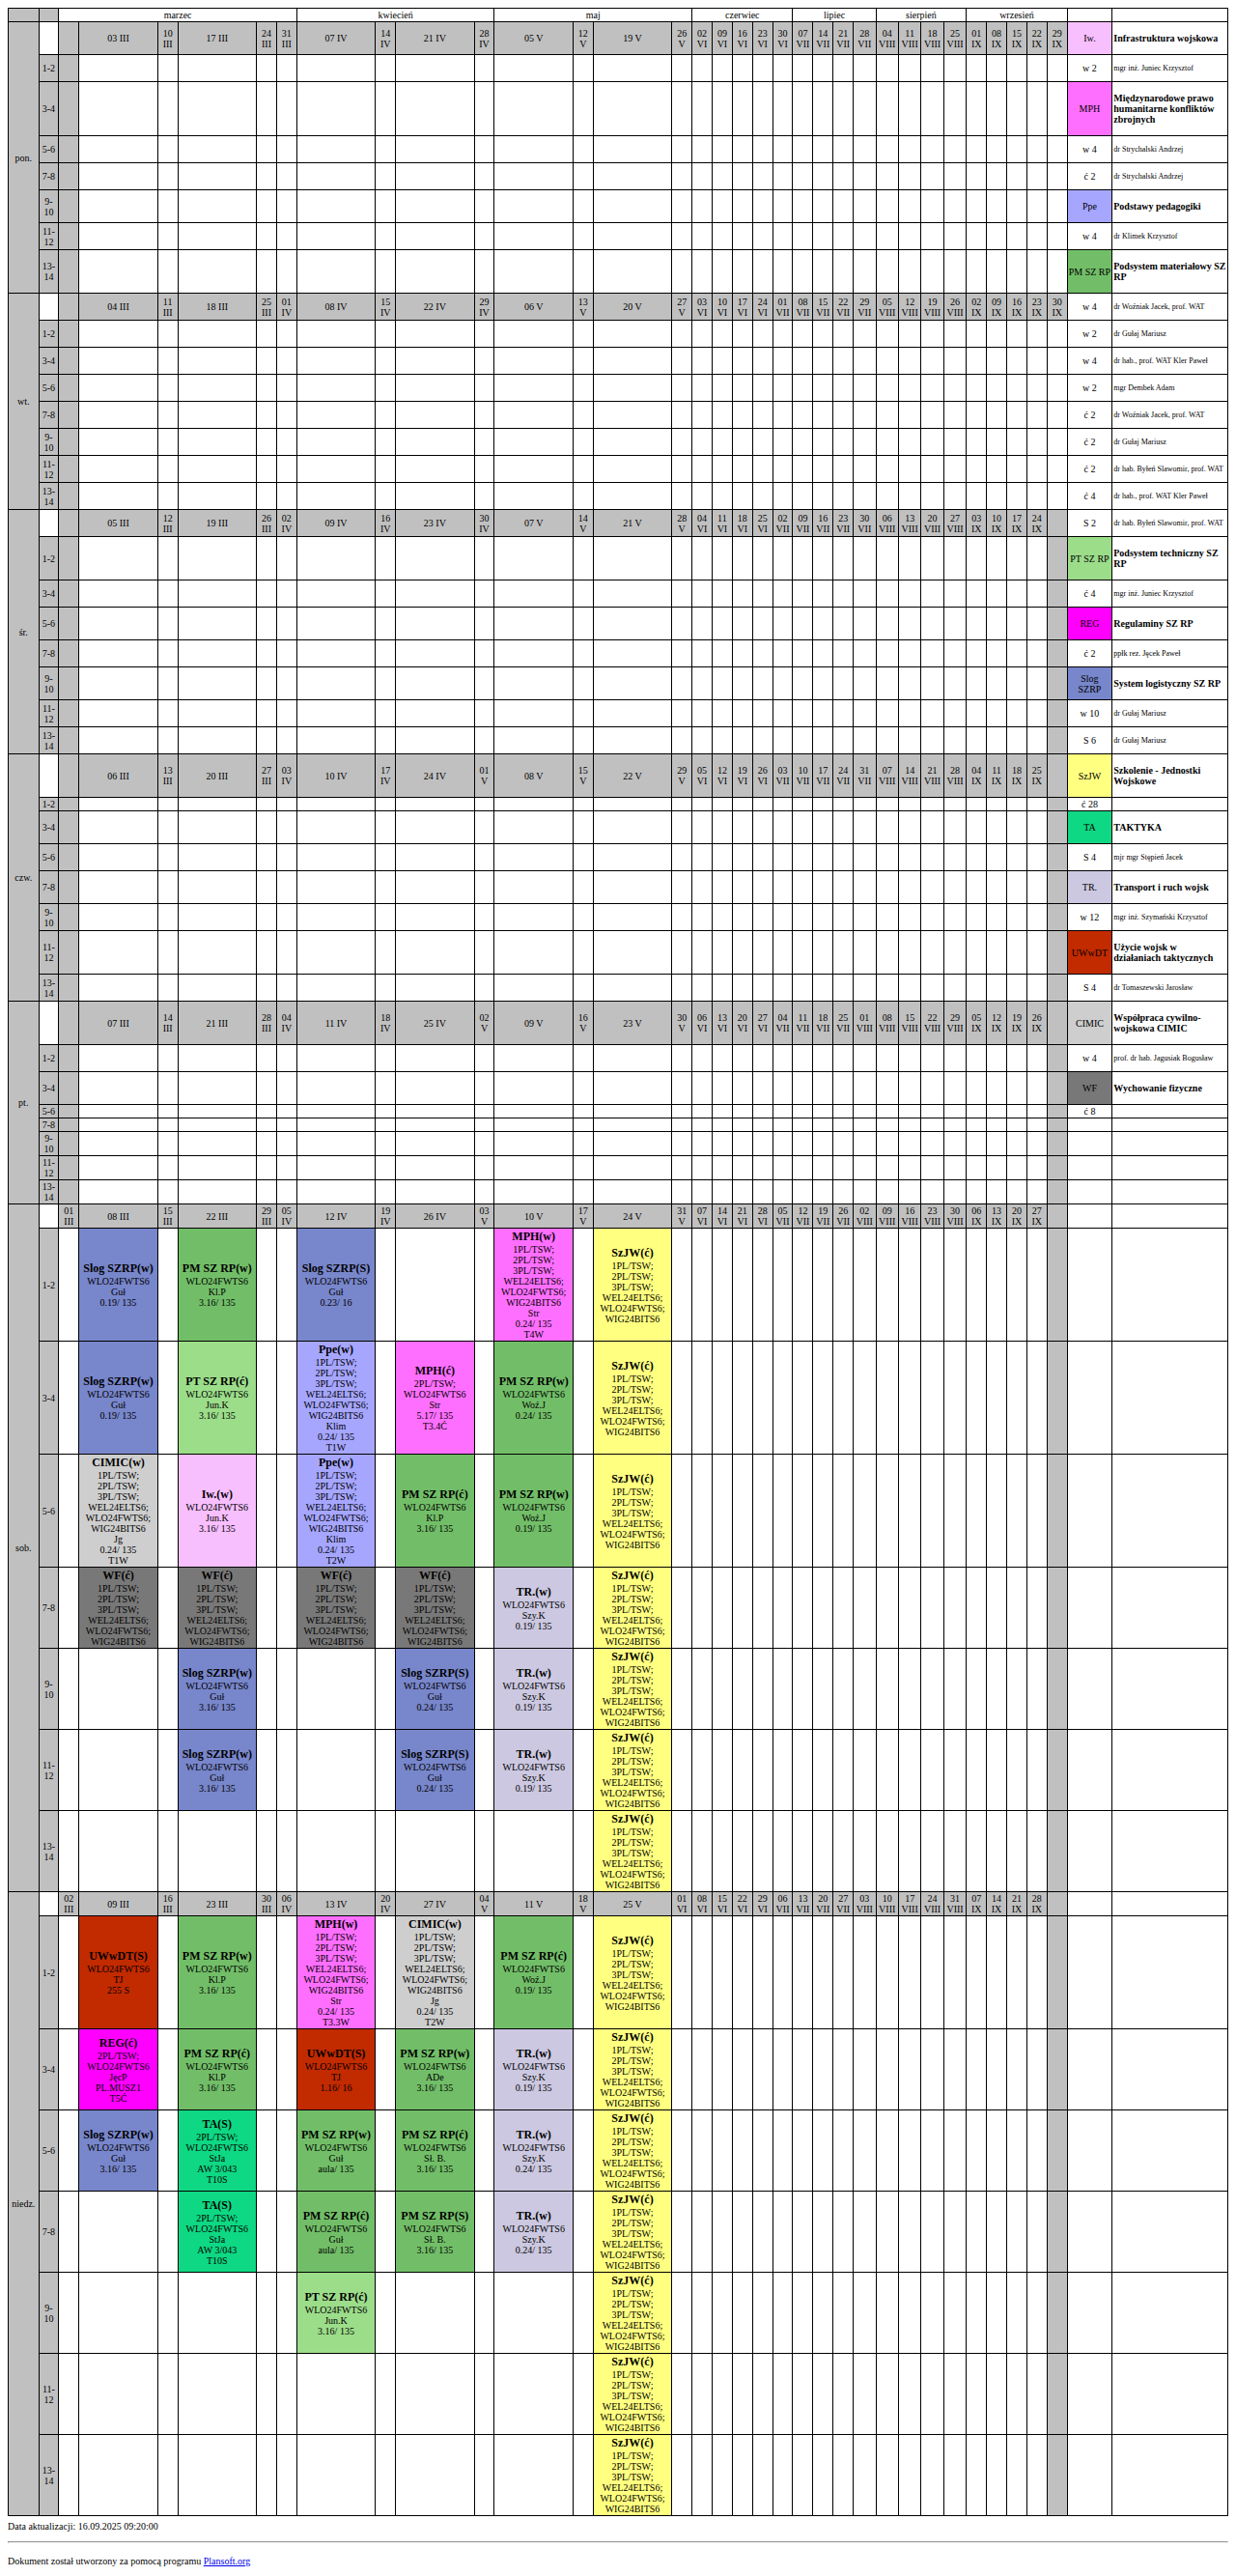 marzec kwiecień maj czerwiec lipiec sierpień wrzesień
pon. 03 III 10 III 17 III 24 III 31 III 07 IV 14 IV 21 IV 28 IV 05 V 12 V 19 V 26 V 02 VI 09 VI 16 VI 23 VI 30 VI 07 VII 14 VII 21 VII 28 VII 04 VIII 11 VIII 18 VIII 25 VIII 01 IX 08 IX 15 IX 22 IX 29 IX Iw. Infrastruktura wojskowa
1-2 w 2 mgr inż. Juniec Krzysztof
3-4 MPH Międzynarodowe prawo humanitarne konfliktów zbrojnych
5-6 w 4 dr Strychalski Andrzej
7-8 ć 2 dr Strychalski Andrzej
9-10 Ppe Podstawy pedagogiki
11-12 w 4 dr Klimek Krzysztof
13-14 PM SZ RP Podsystem materiałowy SZ RP
wt. 04 III 11 III 18 III 25 III 01 IV 08 IV 15 IV 22 IV 29 IV 06 V 13 V 20 V 27 V 03 VI 10 VI 17 VI 24 VI 01 VII 08 VII 15 VII 22 VII 29 VII 05 VIII 12 VIII 19 VIII 26 VIII 02 IX 09 IX 16 IX 23 IX 30 IX w 4 dr Woźniak Jacek, prof. WAT
1-2 w 2 dr Gułaj Mariusz
3-4 w 4 dr hab., prof. WAT Kler Paweł
5-6 w 2 mgr Dembek Adam
7-8 ć 2 dr Woźniak Jacek, prof. WAT
9-10 ć 2 dr Gułaj Mariusz
11-12 ć 2 dr hab. Byłeń Sławomir, prof. WAT
13-14 ć 4 dr hab., prof. WAT Kler Paweł
śr. 05 III 12 III 19 III 26 III 02 IV 09 IV 16 IV 23 IV 30 IV 07 V 14 V 21 V 28 V 04 VI 11 VI 18 VI 25 VI 02 VII 09 VII 16 VII 23 VII 30 VII 06 VIII 13 VIII 20 VIII 27 VIII 03 IX 10 IX 17 IX 24 IX S 2 dr hab. Byłeń Sławomir, prof. WAT
1-2 PT SZ RP Podsystem techniczny SZ RP
3-4 ć 4 mgr inż. Juniec Krzysztof
5-6 REG Regulaminy SZ RP
7-8 ć 2 ppłk rez. Jęcek Paweł
9-10 Slog SZRP System logistyczny SZ RP
11-12 w 10 dr Gułaj Mariusz
13-14 S 6 dr Gułaj Mariusz
czw. 06 III 13 III 20 III 27 III 03 IV 10 IV 17 IV 24 IV 01 V 08 V 15 V 22 V 29 V 05 VI 12 VI 19 VI 26 VI 03 VII 10 VII 17 VII 24 VII 31 VII 07 VIII 14 VIII 21 VIII 28 VIII 04 IX 11 IX 18 IX 25 IX SzJW Szkolenie - Jednostki Wojskowe
1-2 ć 28
3-4 TA TAKTYKA
5-6 S 4 mjr mgr Stępień Jacek
7-8 TR. Transport i ruch wojsk
9-10 w 12 mgr inż. Szymański Krzysztof
11-12 UWwDT Użycie wojsk w działaniach taktycznych
13-14 S 4 dr Tomaszewski Jarosław
pt. 07 III 14 III 21 III 28 III 04 IV 11 IV 18 IV 25 IV 02 V 09 V 16 V 23 V 30 V 06 VI 13 VI 20 VI 27 VI 04 VII 11 VII 18 VII 25 VII 01 VIII 08 VIII 15 VIII 22 VIII 29 VIII 05 IX 12 IX 19 IX 26 IX CIMIC Współpraca cywilno-wojskowa CIMIC
1-2 w 4 prof. dr hab. Jagusiak Bogusław
3-4 WF Wychowanie fizyczne
5-6 ć 8
7-8
9-10
11-12
13-14
sob. 01 III 08 III 15 III 22 III 29 III 05 IV 12 IV 19 IV 26 IV 03 V 10 V 17 V 24 V 31 V 07 VI 14 VI 21 VI 28 VI 05 VII 12 VII 19 VII 26 VII 02 VIII 09 VIII 16 VIII 23 VIII 30 VIII 06 IX 13 IX 20 IX 27 IX
1-2
Slog SZRP(w) WLO24FWTS6 Guł 0.19/ 135
PM SZ RP(w) WLO24FWTS6 Kl.P 3.16/ 135
Slog SZRP(S) WLO24FWTS6 Guł 0.23/ 16
MPH(w) 1PL/TSW; 2PL/TSW; 3PL/TSW; WEL24ELTS6; WLO24FWTS6; WIG24BITS6 Str 0.24/ 135 T4W
SzJW(ć) 1PL/TSW; 2PL/TSW; 3PL/TSW; WEL24ELTS6; WLO24FWTS6; WIG24BITS6
3-4
Slog SZRP(w) WLO24FWTS6 Guł 0.19/ 135
PT SZ RP(ć) WLO24FWTS6 Jun.K 3.16/ 135
Ppe(w) 1PL/TSW; 2PL/TSW; 3PL/TSW; WEL24ELTS6; WLO24FWTS6; WIG24BITS6 Klim 0.24/ 135 T1W
MPH(ć) 2PL/TSW; WLO24FWTS6 Str 5.17/ 135 T3.4Ć
PM SZ RP(w) WLO24FWTS6 Woź.J 0.24/ 135
SzJW(ć) 1PL/TSW; 2PL/TSW; 3PL/TSW; WEL24ELTS6; WLO24FWTS6; WIG24BITS6
5-6
CIMIC(w) 1PL/TSW; 2PL/TSW; 3PL/TSW; WEL24ELTS6; WLO24FWTS6; WIG24BITS6 Jg 0.24/ 135 T1W
Iw.(w) WLO24FWTS6 Jun.K 3.16/ 135
Ppe(w) 1PL/TSW; 2PL/TSW; 3PL/TSW; WEL24ELTS6; WLO24FWTS6; WIG24BITS6 Klim 0.24/ 135 T2W
PM SZ RP(ć) WLO24FWTS6 Kl.P 3.16/ 135
PM SZ RP(w) WLO24FWTS6 Woź.J 0.19/ 135
SzJW(ć) 1PL/TSW; 2PL/TSW; 3PL/TSW; WEL24ELTS6; WLO24FWTS6; WIG24BITS6
7-8
WF(ć) 1PL/TSW; 2PL/TSW; 3PL/TSW; WEL24ELTS6; WLO24FWTS6; WIG24BITS6
WF(ć) 1PL/TSW; 2PL/TSW; 3PL/TSW; WEL24ELTS6; WLO24FWTS6; WIG24BITS6
WF(ć) 1PL/TSW; 2PL/TSW; 3PL/TSW; WEL24ELTS6; WLO24FWTS6; WIG24BITS6
WF(ć) 1PL/TSW; 2PL/TSW; 3PL/TSW; WEL24ELTS6; WLO24FWTS6; WIG24BITS6
TR.(w) WLO24FWTS6 Szy.K 0.19/ 135
SzJW(ć) 1PL/TSW; 2PL/TSW; 3PL/TSW; WEL24ELTS6; WLO24FWTS6; WIG24BITS6
9-10
Slog SZRP(w) WLO24FWTS6 Guł 3.16/ 135
Slog SZRP(S) WLO24FWTS6 Guł 0.24/ 135
TR.(w) WLO24FWTS6 Szy.K 0.19/ 135
SzJW(ć) 1PL/TSW; 2PL/TSW; 3PL/TSW; WEL24ELTS6; WLO24FWTS6; WIG24BITS6
11-12
Slog SZRP(w) WLO24FWTS6 Guł 3.16/ 135
Slog SZRP(S) WLO24FWTS6 Guł 0.24/ 135
TR.(w) WLO24FWTS6 Szy.K 0.19/ 135
SzJW(ć) 1PL/TSW; 2PL/TSW; 3PL/TSW; WEL24ELTS6; WLO24FWTS6; WIG24BITS6
13-14
SzJW(ć) 1PL/TSW; 2PL/TSW; 3PL/TSW; WEL24ELTS6; WLO24FWTS6; WIG24BITS6
niedz. 02 III 09 III 16 III 23 III 30 III 06 IV 13 IV 20 IV 27 IV 04 V 11 V 18 V 25 V 01 VI 08 VI 15 VI 22 VI 29 VI 06 VII 13 VII 20 VII 27 VII 03 VIII 10 VIII 17 VIII 24 VIII 31 VIII 07 IX 14 IX 21 IX 28 IX
1-2
UWwDT(S) WLO24FWTS6 TJ 255 S
PM SZ RP(w) WLO24FWTS6 Kl.P 3.16/ 135
MPH(w) 1PL/TSW; 2PL/TSW; 3PL/TSW; WEL24ELTS6; WLO24FWTS6; WIG24BITS6 Str 0.24/ 135 T3.3W
CIMIC(w) 1PL/TSW; 2PL/TSW; 3PL/TSW; WEL24ELTS6; WLO24FWTS6; WIG24BITS6 Jg 0.24/ 135 T2W
PM SZ RP(ć) WLO24FWTS6 Woź.J 0.19/ 135
SzJW(ć) 1PL/TSW; 2PL/TSW; 3PL/TSW; WEL24ELTS6; WLO24FWTS6; WIG24BITS6
3-4
REG(ć) 2PL/TSW; WLO24FWTS6 JęcP PL.MUSZ1 T5C
PM SZ RP(ć) WLO24FWTS6 Kl.P 3.16/ 135
UWwDT(S) WLO24FWTS6 TJ 1.16/ 16
PM SZ RP(w) WLO24FWTS6 ADe 3.16/ 135
TR.(w) WLO24FWTS6 Szy.K 0.19/ 135
SzJW(ć) 1PL/TSW; 2PL/TSW; 3PL/TSW; WEL24ELTS6; WLO24FWTS6; WIG24BITS6
5-6
Slog SZRP(w) WLO24FWTS6 Guł 3.16/ 135
TA(S) 2PL/TSW; WLO24FWTS6 StJa AW 3/043 T10S
PM SZ RP(w) WLO24FWTS6 Guł aula/ 135
PM SZ RP(ć) WLO24FWTS6 Sł. B. 3.16/ 135
TR.(w) WLO24FWTS6 Szy.K 0.24/ 135
SzJW(ć) 1PL/TSW; 2PL/TSW; 3PL/TSW; WEL24ELTS6; WLO24FWTS6; WIG24BITS6
7-8
TA(S) 2PL/TSW; WLO24FWTS6 StJa AW 3/043 T10S
PM SZ RP(ć) WLO24FWTS6 Guł aula/ 135
PM SZ RP(S) WLO24FWTS6 Sł. B. 3.16/ 135
TR.(w) WLO24FWTS6 Szy.K 0.24/ 135
SzJW(ć) 1PL/TSW; 2PL/TSW; 3PL/TSW; WEL24ELTS6; WLO24FWTS6; WIG24BITS6
9-10
PT SZ RP(ć) WLO24FWTS6 Jun.K 3.16/ 135
SzJW(ć) 1PL/TSW; 2PL/TSW; 3PL/TSW; WEL24ELTS6; WLO24FWTS6; WIG24BITS6
11-12
SzJW(ć) 1PL/TSW; 2PL/TSW; 3PL/TSW; WEL24ELTS6; WLO24FWTS6; WIG24BITS6
13-14
SzJW(ć) 1PL/TSW; 2PL/TSW; 3PL/TSW; WEL24ELTS6; WLO24FWTS6; WIG24BITS6
Data aktualizacji: 16.09.2025 09:20:00
Dokument został utworzony za pomocą programu Plansoft.org